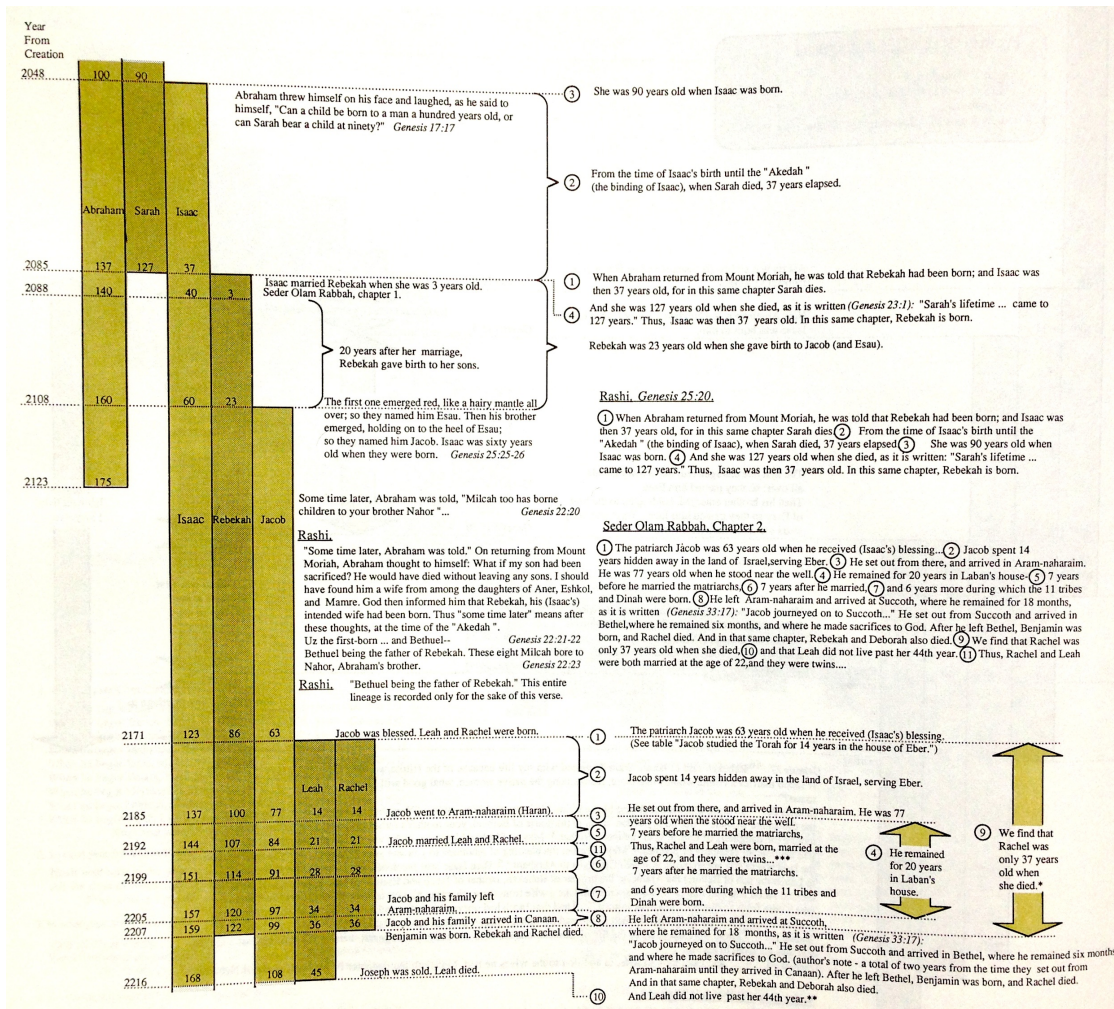 Year
From
Creation
2048
100
90
Abraham threw himself on his face and laughed, as he said to
himself, "Can a child be born to a man a hundred years old, or
can Sarah bear a child at ninety?" Genesis 17:17
3
She was 90 years old when Isaac was born.
2
From the time of Isaac's birth until the "Akedah "
(the binding of Isaac), when Sarah died, 37 years elapsed.
Abraham
Sarah
Isaac
2085
137
127
37
2088
140
40
3
Isaac married Rebekah when she was 3 years old.
Seder Olam Rabbah, chapter 1.
1
When Abraham returned from Mount Moriah, he was told that Rebekah had been born; and Isaac was
then 37 years old, for in this same chapter Sarah dies.
4
And she was 127 years old when she died, as it is written (Genesis 23:1): "Sarah's lifetime ... came to
127 years." Thus, Isaac was then 37 years old. In this same chapter, Rebekah is born.
20 years after her marriage,
Rebekah gave birth to her sons.
Rebekah was 23 years old when she gave birth to Jacob (and Esau).
2108
160
60
23
The first one emerged red, like a hairy mantle all
over; so they named him Esau. Then his brother
emerged, holding on to the heel of Esau;
so they named him Jacob. Isaac was sixty years
old when they were born. Genesis 25:25-26
Rashi, Genesis 25:20.
1 When Abraham returned from Mount Moriah, he was told that Rebekah had been born; and Isaac was
then 37 years old, for in this same chapter Sarah dies 2 From the time of Isaac's birth until the
"Akedah " (the binding of Isaac), when Sarah died, 37 years elapsed 3 She was 90 years old when
Isaac was born. 4 And she was 127 years old when she died, as it is written: "Sarah's lifetime ...
came to 127 years." Thus, Isaac was then 37 years old. In this same chapter, Rebekah is born.
2123
175
Isaac
Rebekah
Jacob
Some time later, Abraham was told, "Milcah too has borne
children to your brother Nahor "... Genesis 22:20
Rashi.
"Some time later, Abraham was told." On returning from Mount
Moriah, Abraham thought to himself: What if my son had been
sacrificed? He would have died without leaving any sons. I should
have found him a wife from among the daughters of Aner, Eshkol,
and Mamre. God then informed him that Rebekah, his (Isaac's)
intended wife had been born. Thus "some time later" means after
these thoughts, at the time of the "Akedah ".
Uz the first-born ... and Bethuel-- Genesis 22:21-22
Bethuel being the father of Rebekah. These eight Milcah bore to
Nahor, Abraham's brother. Genesis 22:23
Rashi. "Bethuel being the father of Rebekah." This entire
lineage is recorded only for the sake of this verse.
Seder Olam Rabbah, Chapter 2.
1 The patriarch Jacob was 63 years old when he received (Isaac's) blessing... 2 Jacob spent 14
years hidden away in the land of Israel,serving Eber. 3 He set out from there, and arrived in Aram-naharaim.
He was 77 years old when he stood near the well. 4 He remained for 20 years in Laban's house- 5 7 years
before he married the matriarchs, 6 7 years after he married, 7 and 6 years more during which the 11 tribes
and Dinah were born. 8 He left Aram-naharaim and arrived at Succoth, where he remained for 18 months,
as it is written (Genesis 33:17): "Jacob journeyed on to Succoth..." He set out from Succoth and arrived in
Bethel,where he remained six months, and where he made sacrifices to God. After he left Bethel, Benjamin was
born, and Rachel died. And in that same chapter, Rebekah and Deborah also died. 9 We find that Rachel was
only 37 years old when she died, 10 and that Leah did not live past her 44th year. 11 Thus, Rachel and Leah
were both married at the age of 22,and they were twins....
2171
123
86
63
Jacob was blessed. Leah and Rachel were born.
1
The patriarch Jacob was 63 years old when he received (Isaac's) blessing.
(See table "Jacob studied the Torah for 14 years in the house of Eber.")
2
Jacob spent 14 years hidden away in the land of Israel, serving Eber.
Leah
Rachel
2185
137
100
77
14
14
Jacob went to Aram-naharaim (Haran).
3
He set out from there, and arrived in Aram-naharaim. He was 77
years old when the stood near the well.
5
7 years before he married the matriarchs,
2192
144
107
84
21
21
Jacob married Leah and Rachel.
11
Thus, Rachel and Leah were born, married at the
age of 22, and they were twins...***
6
7 years after he married the matriarchs.
2199
151
114
91
28
28
7
and 6 years more during which the 11 tribes and
Dinah were born.
4
He remained
for 20 years
in Laban's
house.
9
We find that
Rachel was
only 37 years
old when
she died.*
2205
157
120
97
34
34
Jacob and his family left
Aram-naharaim.
2207
159
122
99
36
36
Jacob and his family arrived in Canaan.
Benjamin was born. Rebekah and Rachel died.
8
He left Aram-naharaim and arrived at Succoth,
where he remained for 18 months, as it is written (Genesis 33:17):
"Jacob journeyed on to Succoth..." He set out from Succoth and arrived in Bethel, where he remained six months
and where he made sacrifices to God. (author's note - a total of two years from the time they set out from
Aram-naharaim until they arrived in Canaan). After he left Bethel, Benjamin was born, and Rachel died.
And in that same chapter, Rebekah and Deborah also died.
2216
168
108
45
Joseph was sold. Leah died.
10
And Leah did not live past her 44th year.**